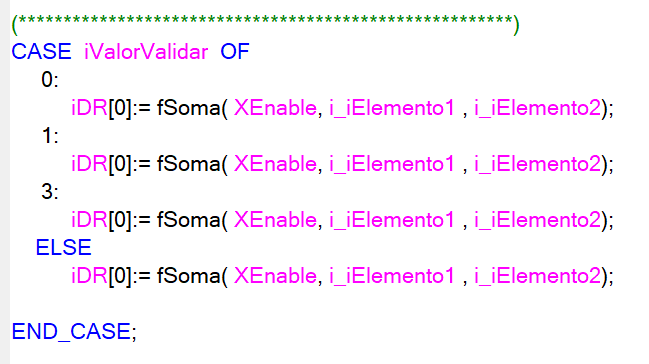 (*****************************************************)
CASE iValorValidar OF
0:
iDR[0]:= fSoma( XEnable, i_iElemento1 , i_iElemento2);
1:
iDR[0]:= fSoma( XEnable, i_iElemento1 , i_iElemento2);
3:
iDR[0]:= fSoma( XEnable, i_iElemento1 , i_iElemento2);
ELSE
iDR[0]:= fSoma( XEnable, i_iElemento1 , i_iElemento2);
END_CASE;